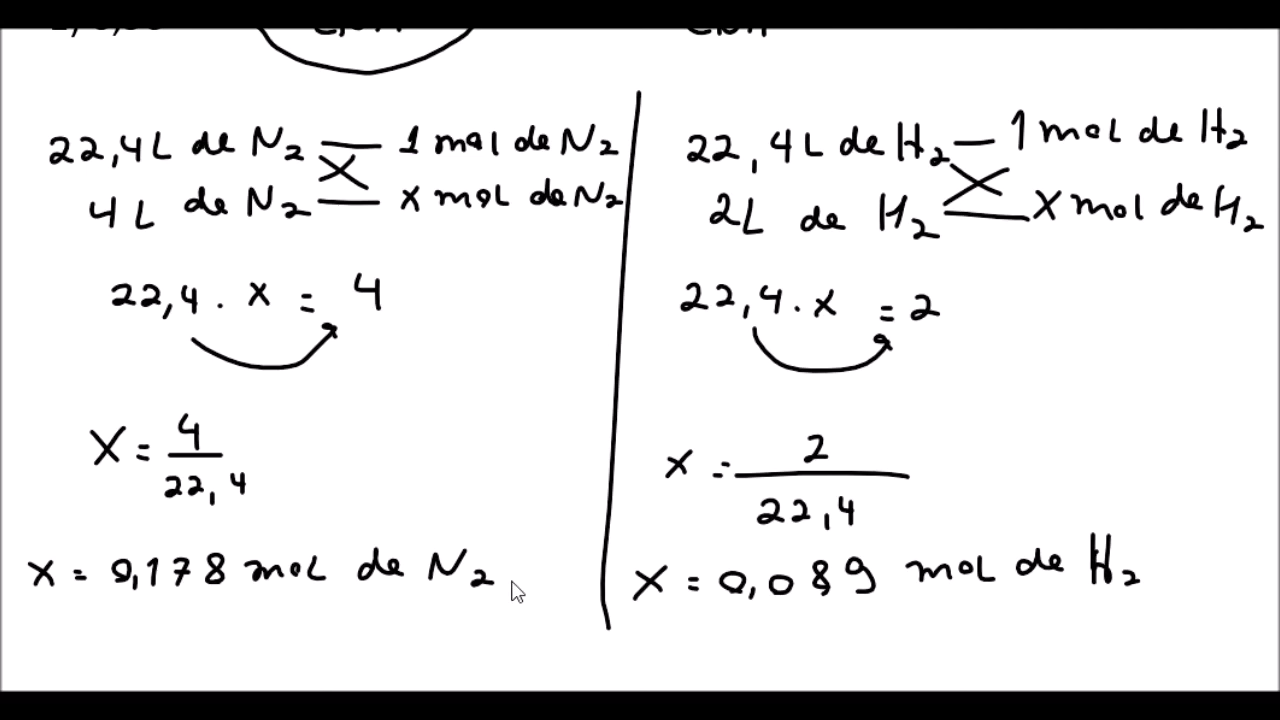 22,4L de N2 — 1 mol de N2
4L de N2 — x mol de N2
22,4 . x = 4
X = 4
22,4
x = 0,178 mol de N2
22,4L de H2 — 1 mol de H2
2L de H2 — x mol de H2
22,4 . x = 2
x = 2
22,4
x = 0,089 mol de H2